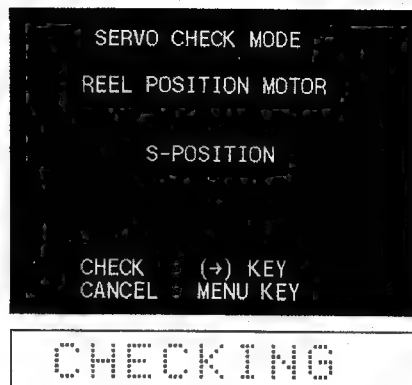 SERVO CHECK MODE
REEL POSITION MOTOR
S-POSITION
CHECK : (→) KEY
CANCEL : MENU KEY
CHECKING